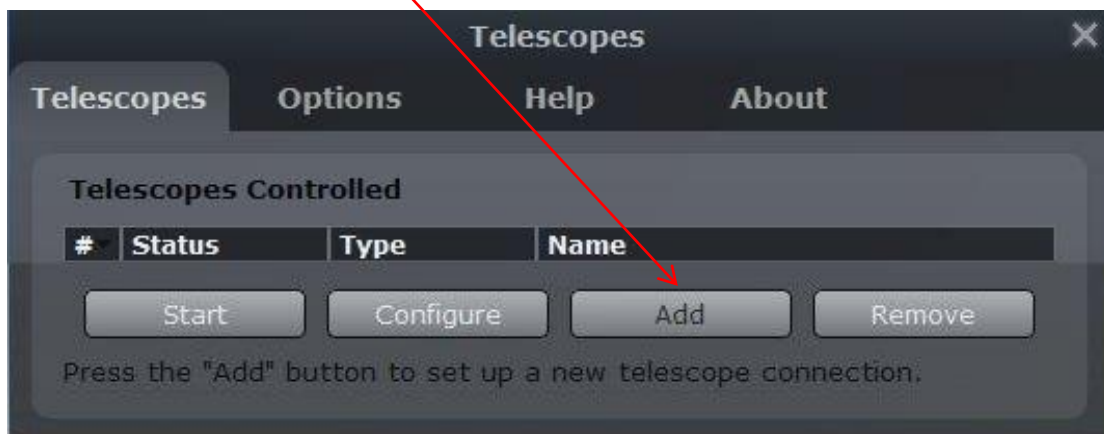 Telescopes
Telescopes Options Help About
Telescopes Controlled
# Status Type Name
Start Configure Add Remove
Press the "Add" button to set up a new telescope connection.